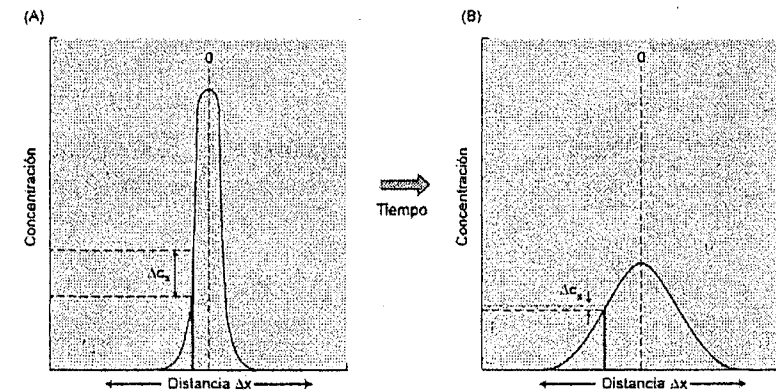 (A)
(B)
0
0
Concentración
Δcₓ
Tiempo
Concentración
Δcₓ
Distancia Δx
Distancia Δx